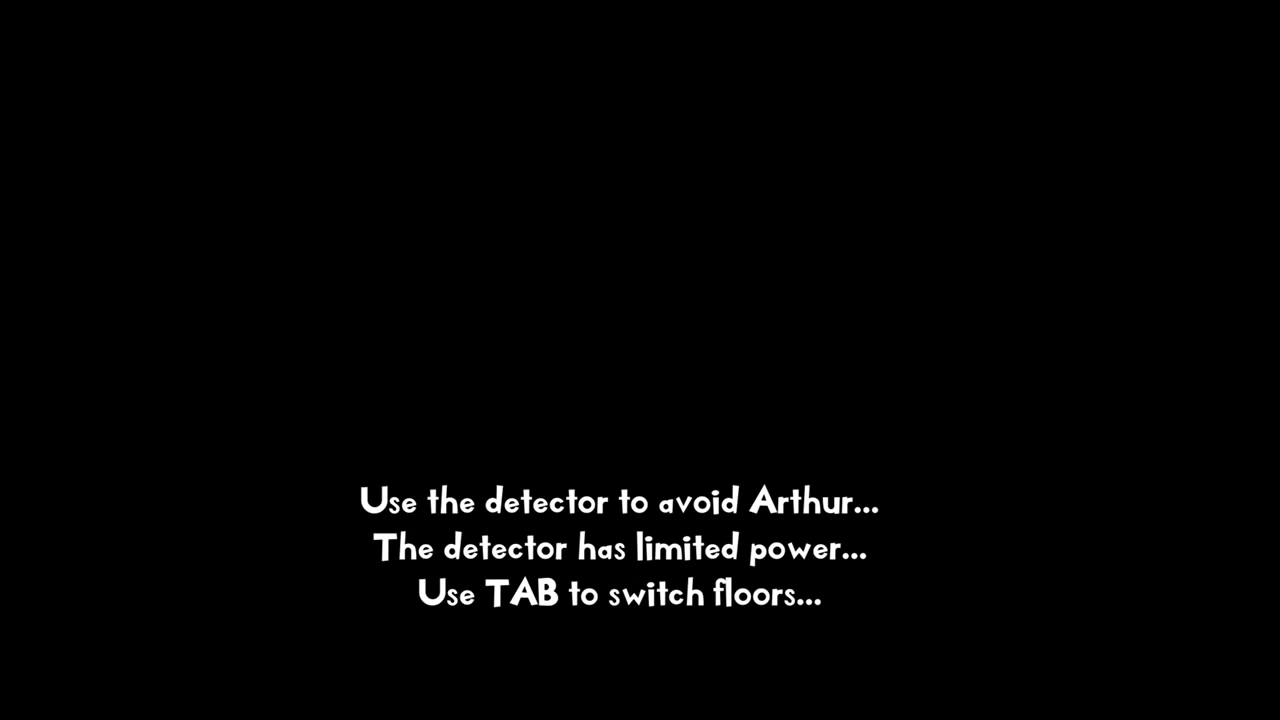 Use the detector to avoid Arthur...
The detector has limited power...
Use TAB to switch floors...